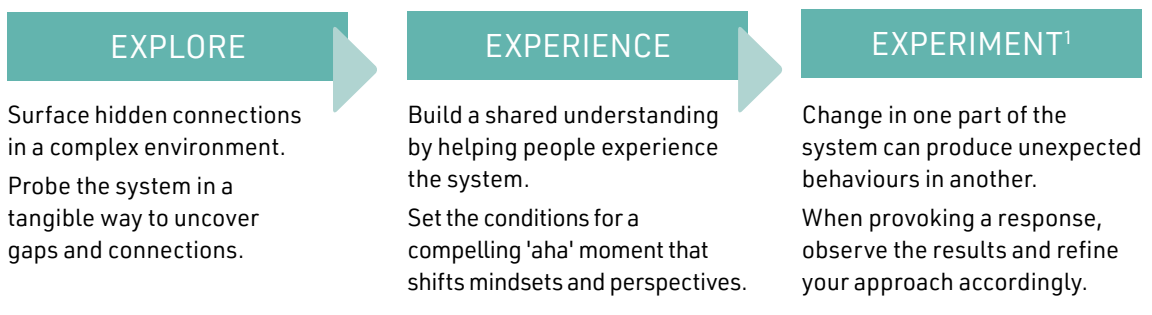 EXPLORE
Surface hidden connections
in a complex environment.
Probe the system in a
tangible way to uncover
gaps and connections.
EXPERIENCE
Build a shared understanding
by helping people experience
the system.
Set the conditions for a
compelling 'aha' moment that
shifts mindsets and perspectives.
EXPERIMENT¹
Change in one part of the
system can produce unexpected
behaviours in another.
When provoking a response,
observe the results and refine
your approach accordingly.